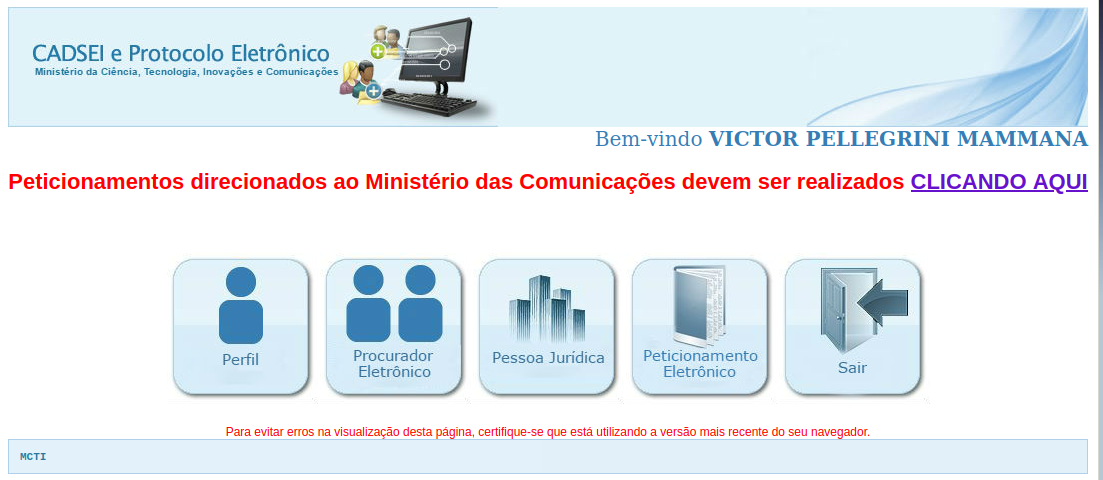 CADSEI e Protocolo Eletrônico
Ministério da Ciência, Tecnologia, Inovações e Comunicações
Bem-vindo VICTOR PELLEGRINI MAMMANA
Peticionamentos direcionados ao Ministério das Comunicações devem ser realizados CLICANDO AQUI
Perfil
Procurador
Eletrônico
Pessoa Jurídica
Peticionamento
Eletrônico
Sair
Para evitar erros na visualização desta página, certifique-se que está utilizando a versão mais recente do seu navegador.
MCTI